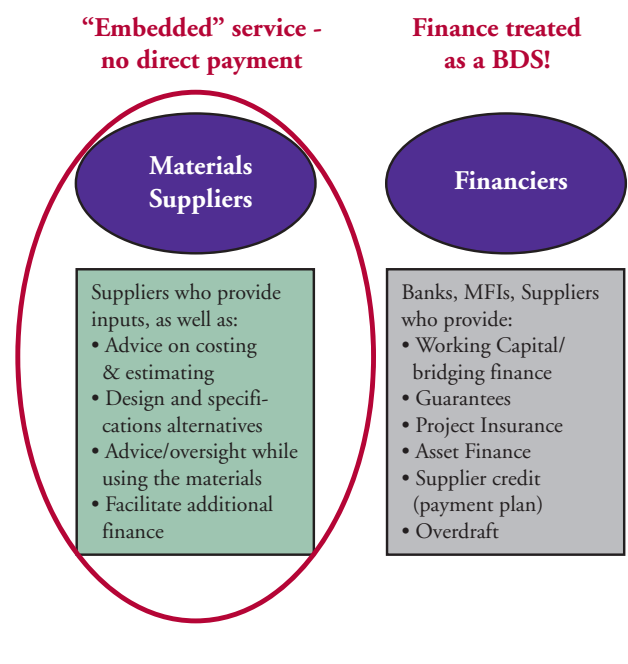 “Embedded” service -
no direct payment
Materials
Suppliers
Suppliers who provide
inputs, as well as:
• Advice on costing
& estimating
• Design and specifi-
cations alternatives
• Advice/oversight while
using the materials
• Facilitate additional
finance
Finance treated
as a BDS!
Financiers
Banks, MFIs, Suppliers
who provide:
• Working Capital/
bridging finance
• Guarantees
• Project Insurance
• Asset Finance
• Supplier credit
(payment plan)
• Overdraft